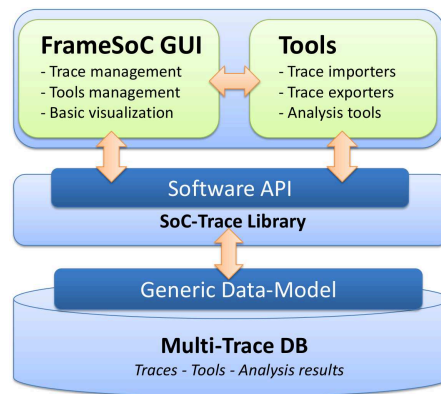 FrameSoC GUI
- Trace management
- Tools management
- Basic visualization
Tools
- Trace importers
- Trace exporters
- Analysis tools
Software API
SoC-Trace Library
Generic Data-Model
Multi-Trace DB
Traces - Tools - Analysis results